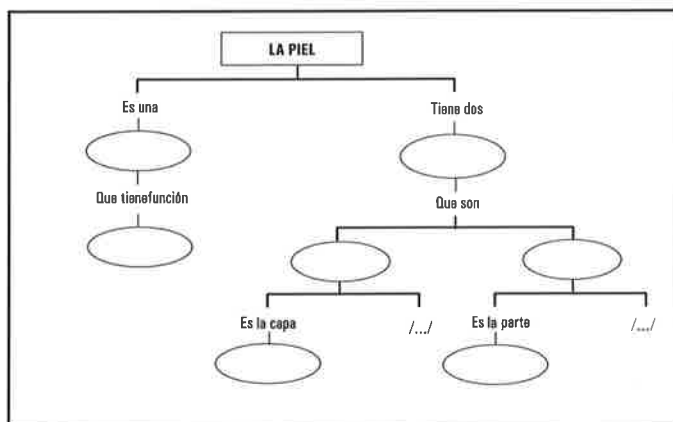 LA PIEL
Es una
Tiene dos
Que tienefunción
Que son
Es la capa
/.../
Es la parte
/.../